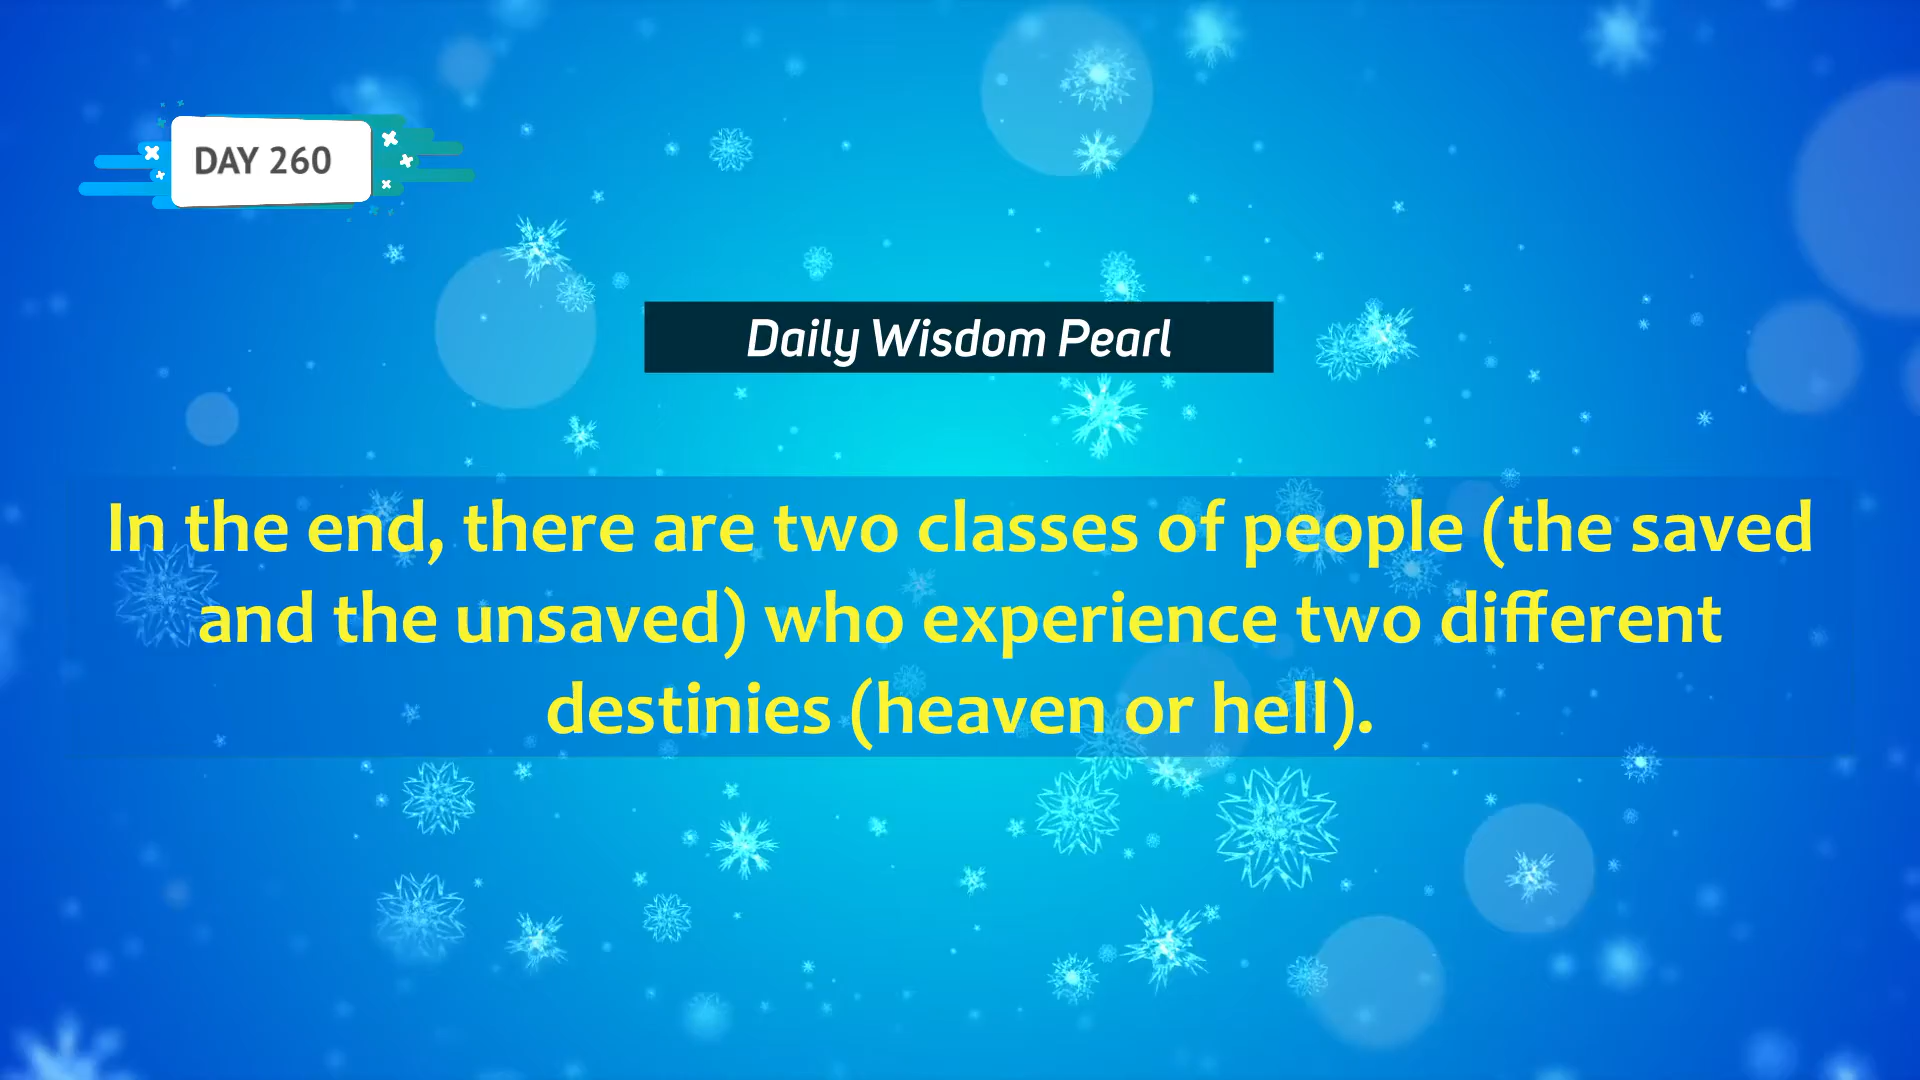 DAY 260
Daily Wisdom Pearl
In the end, there are two classes of people (the saved
and the unsaved) who experience two different
destinies (heaven or hell).